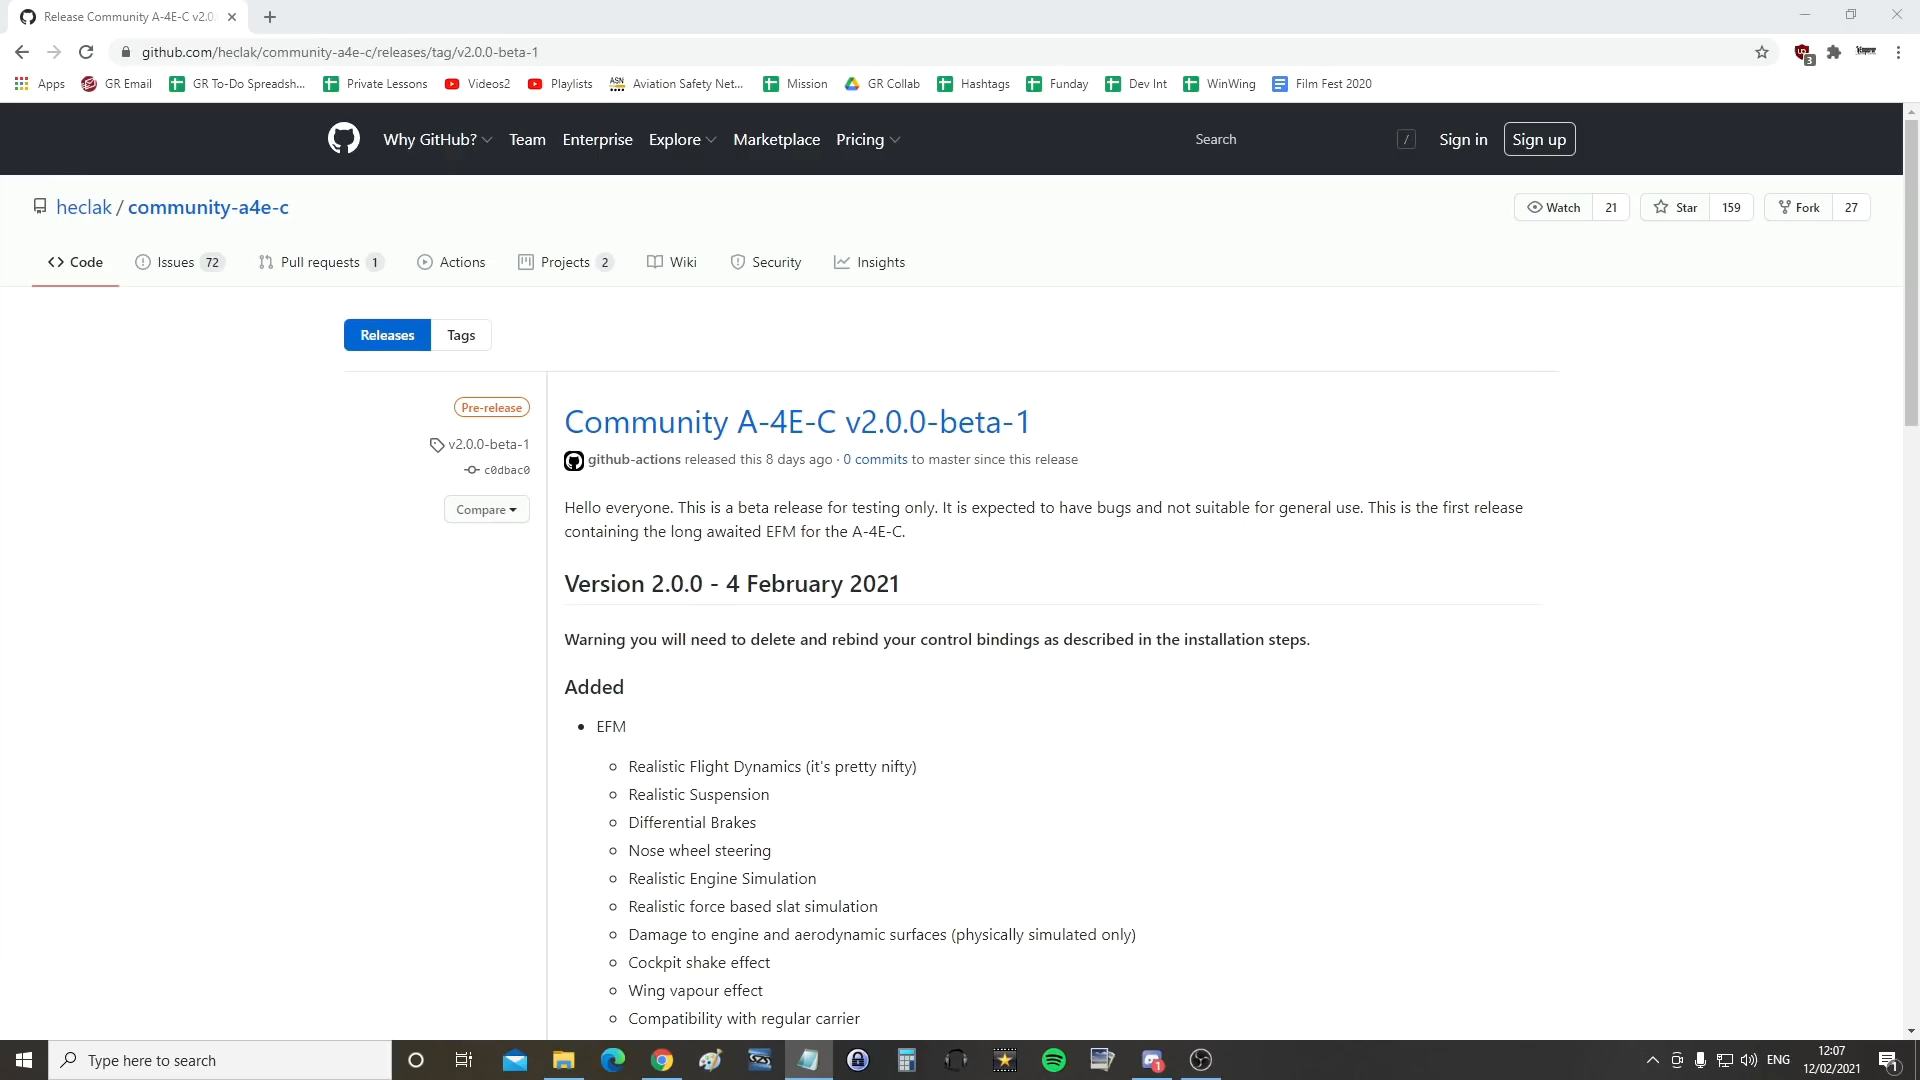 Release Community A-4E-C v2.0.
github.com/heclak/community-a4e-c/releases/tag/v2.0.0-beta-1
3
Apps GR Email GR To-Do Spreadsh... Private Lessons Videos2 Playlists ASN Aviation Safety Net... Mission GR Collab Hashtags Funday Dev Int WinWing Film Fest 2020
Why GitHub? Team Enterprise Explore Marketplace Pricing Search / Sign in Sign up
heclak / community-a4e-c Watch 21 Star 159 Fork 27
Code Issues 72 Pull requests 1 Actions Projects 2 Wiki Security Insights
Releases Tags
Pre-release
v2.0.0-beta-1
c0dbac0
Compare
Community A-4E-C v2.0.0-beta-1
github-actions released this 8 days ago · 0 commits to master since this release
Hello everyone. This is a beta release for testing only. It is expected to have bugs and not suitable for general use. This is the first release
containing the long awaited EFM for the A-4E-C.
Version 2.0.0 - 4 February 2021
Warning you will need to delete and rebind your control bindings as described in the installation steps.
Added
EFM
Realistic Flight Dynamics (it's pretty nifty)
Realistic Suspension
Differential Brakes
Nose wheel steering
Realistic Engine Simulation
Realistic force based slat simulation
Damage to engine and aerodynamic surfaces (physically simulated only)
Cockpit shake effect
Wing vapour effect
Compatibility with regular carrier
Type here to search
1
ENG
12:07
12/02/2021
1